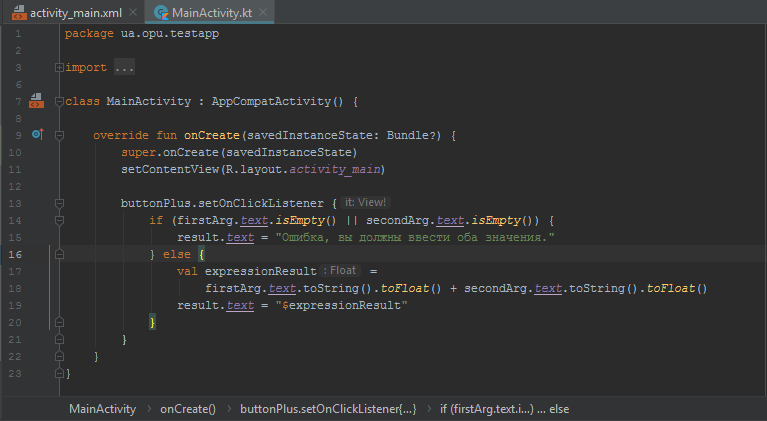 activity_main.xml × MainActivity.kt ×
1 package ua.opu.testapp
2
3 import ...
6
7 class MainActivity : AppCompatActivity() {
8
9 override fun onCreate(savedInstanceState: Bundle?) {
10 super.onCreate(savedInstanceState)
11 setContentView(R.layout.activity_main)
12
13 buttonPlus.setOnClickListener { it: View!
14 if (firstArg.text.isEmpty() || secondArg.text.isEmpty()) {
15 result.text = "Ошибка, вы должны ввести оба значения."
16 } else {
17 val expressionResult : Float =
18 firstArg.text.toString().toFloat() + secondArg.text.toString().toFloat()
19 result.text = "$expressionResult"
20 }
21 }
22 }
23 }
MainActivity › onCreate() › buttonPlus.setOnClickListener{...} › if (firstArg.text.i...) ... else